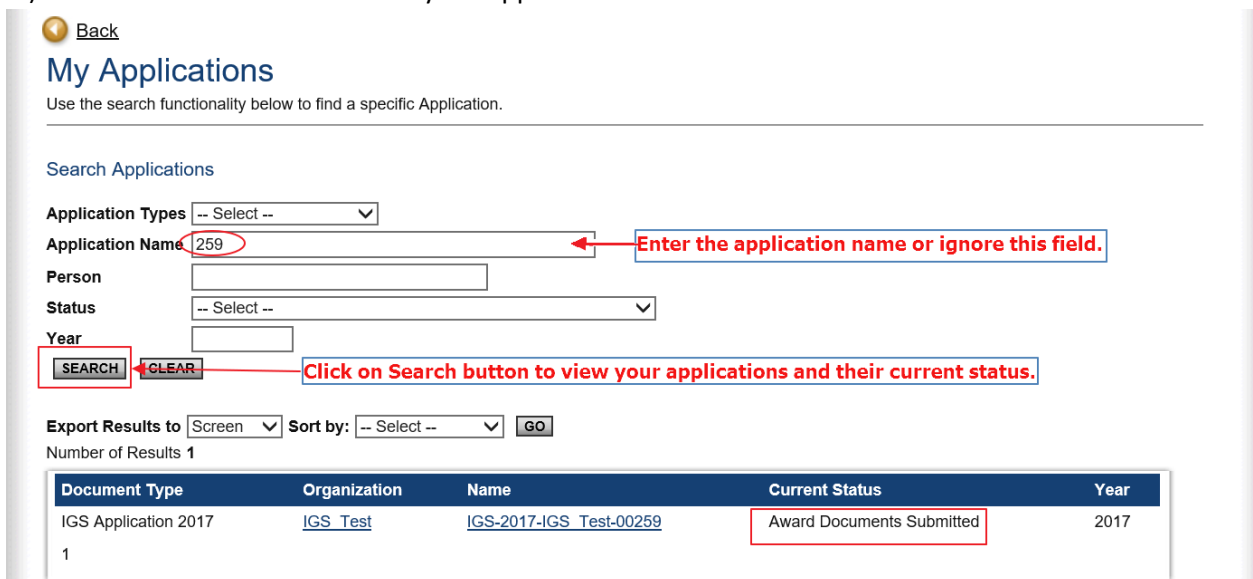 Back
My Applications
Use the search functionality below to find a specific Application.
Search Applications
Application Types -- Select --
Application Name 259 Enter the application name or ignore this field.
Person
Status -- Select --
Year
SEARCH CLEAR Click on Search button to view your applications and their current status.
Export Results to Screen Sort by: -- Select -- GO
Number of Results 1
Document Type Organization Name Current Status Year
IGS Application 2017 IGS_Test IGS-2017-IGS_Test-00259 Award Documents Submitted 2017
1